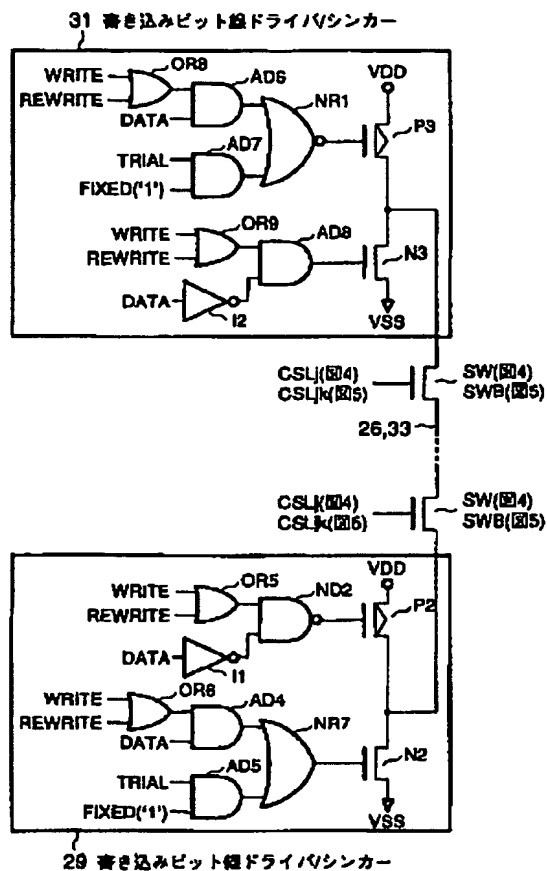 31 書き込みビット線ドライバ/シンカー
WRITE
REWRITE
OR8
AD6
DATA
NR1
VDD
P3
TRIAL
AD7
FIXED('1')
WRITE
REWRITE
OR9
AD8
N3
DATA
I2
VSS
CSLj(図4)
CSLjk(図5)
SW(図4)
SWB(図5)
26,33
CSLj(図4)
CSLjk(図5)
SW(図4)
SWB(図5)
WRITE
REWRITE
OR5
ND2
VDD
P2
DATA
I1
WRITE
REWRITE
OR6
AD4
DATA
NR7
N2
TRIAL
AD5
FIXED('1')
VSS
29 書き込みビット線ドライバ/シンカー